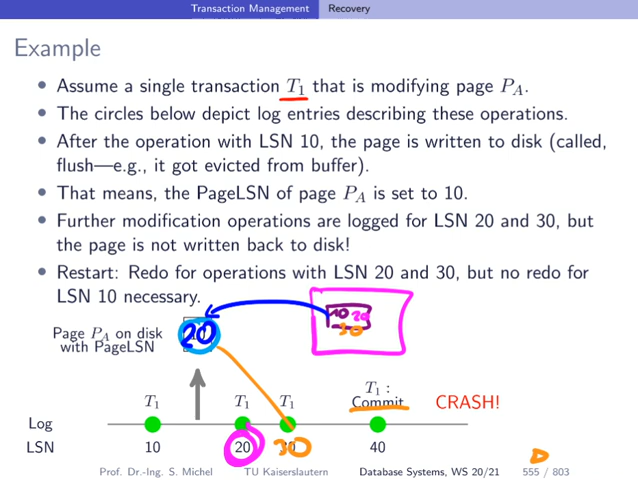 Transaction Management Recovery
Example
Assume a single transaction T1 that is modifying page PA.
The circles below depict log entries describing these operations.
After the operation with LSN 10, the page is written to disk (called,
flush—e.g., it got evicted from buffer).
That means, the PageLSN of page PA is set to 10.
Further modification operations are logged for LSN 20 and 30, but
the page is not written back to disk!
Restart: Redo for operations with LSN 20 and 30, but no redo for
LSN 10 necessary.
10 20
30
Page PA on disk
with PageLSN
20
T1 T1 T1 T1 :
Commit
CRASH!
Log
LSN 10 20 30 40
Prof. Dr.-Ing. S. Michel TU Kaiserslautern Database Systems, WS 20/21 555 / 803